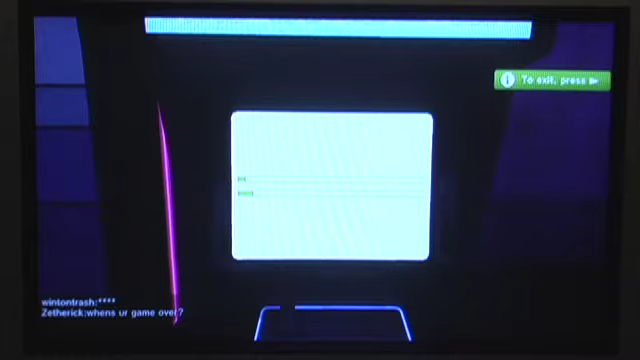 To exit, press
wintontrash:****
Zetherick:whens ur game over?